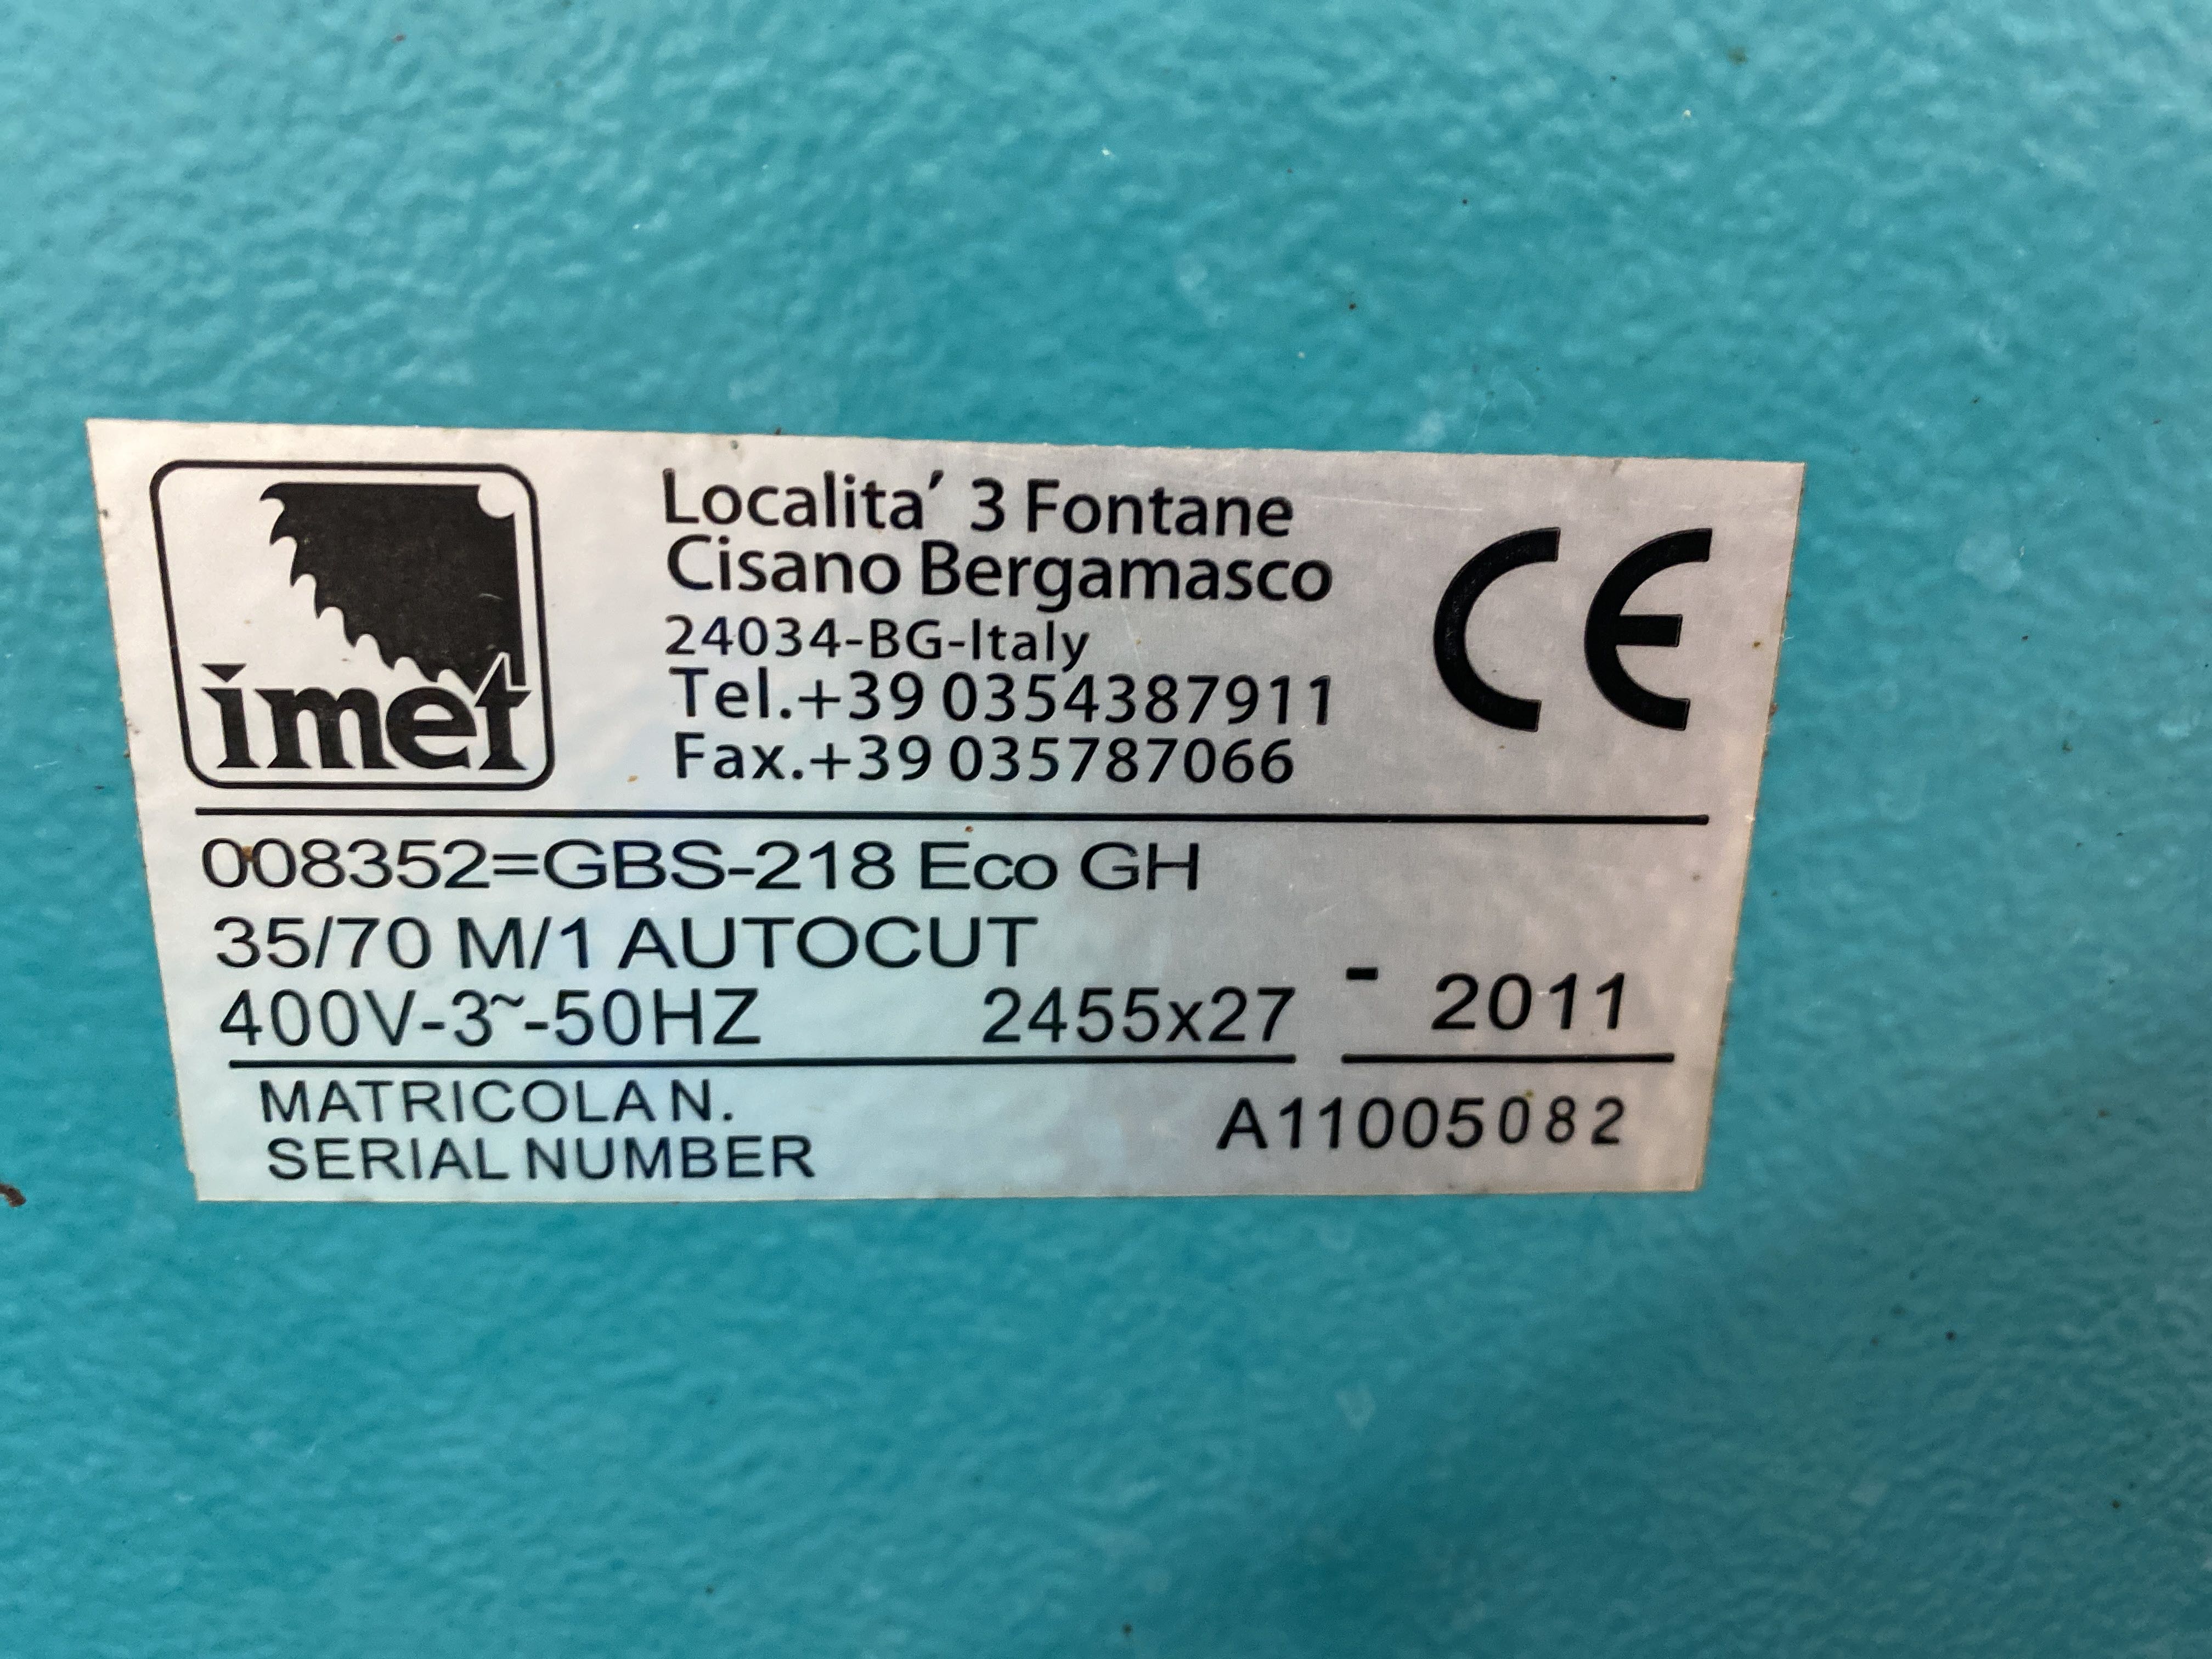 imet
Localita' 3 Fontane
Cisano Bergamasco
24034-BG-Italy
Tel.+39 0354387911
Fax.+39 035787066
CE
008352=GBS-218 Eco GH
35/70 M/1 AUTOCUT
400V-3~-50HZ 2455x27 - 2011
MATRICOLA N.
SERIAL NUMBER A11005082